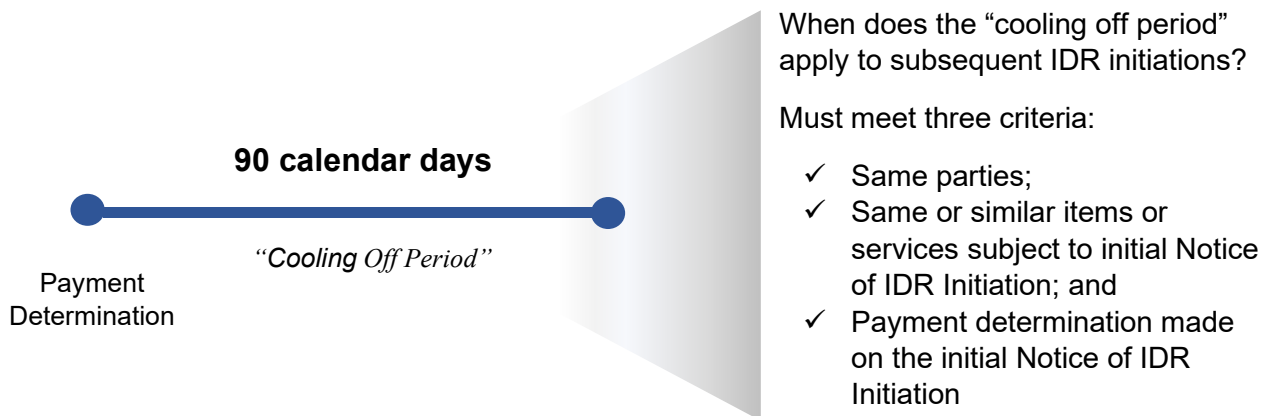 90 calendar days
“Cooling Off Period”
Payment
Determination
When does the “cooling off period”
apply to subsequent IDR initiations?
Must meet three criteria:
✓ Same parties;
✓ Same or similar items or
services subject to initial Notice
of IDR Initiation; and
✓ Payment determination made
on the initial Notice of IDR
Initiation